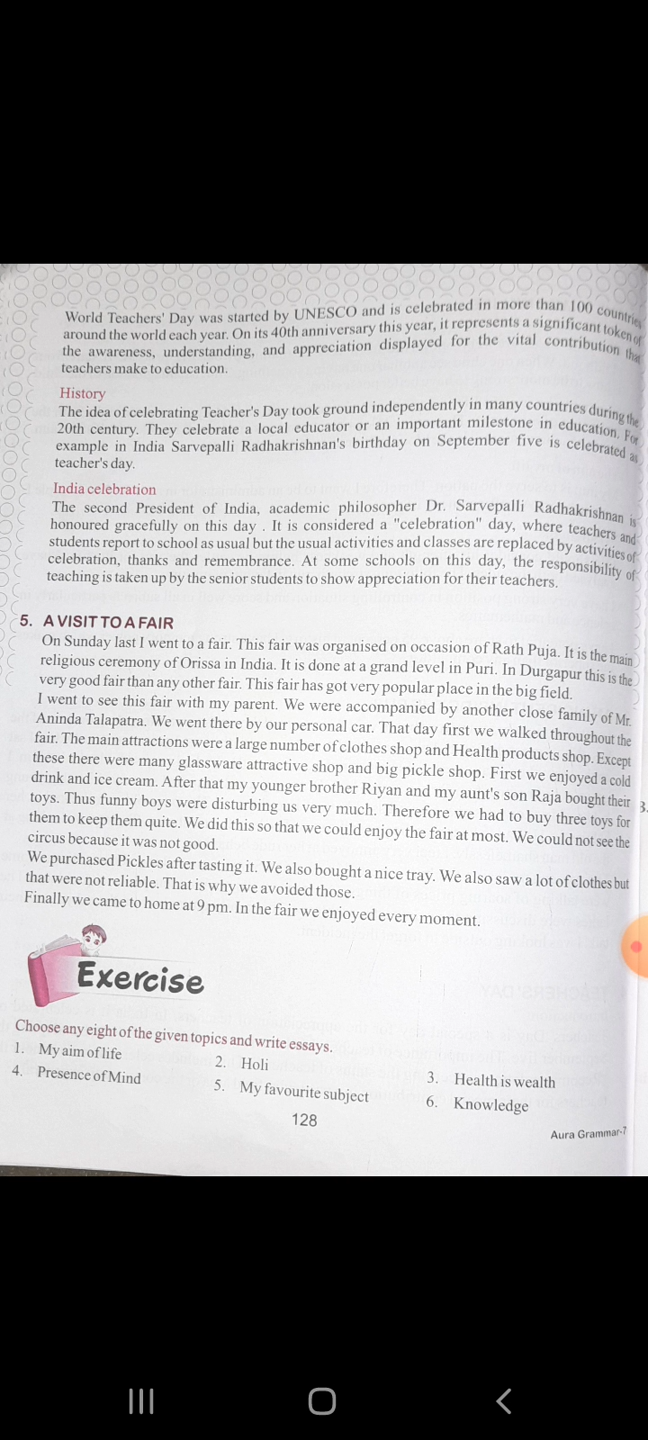 World Teachers' Day was started by UNESCO and is celebrated in more than 100 countries
around the world each year. On its 40th anniversary this year, it represents a significant token of
the awareness, understanding, and appreciation displayed for the vital contribution that
teachers make to education.
History
The idea of celebrating Teacher's Day took ground independently in many countries during the
20th century. They celebrate a local educator or an important milestone in education. For
example in India Sarvepalli Radhakrishnan's birthday on September five is celebrated as
teacher's day.
India celebration
The second President of India, academic philosopher Dr. Sarvepalli Radhakrishnan is
honoured gracefully on this day . It is considered a "celebration" day, where teachers and
students report to school as usual but the usual activities and classes are replaced by activities of
celebration, thanks and remembrance. At some schools on this day, the responsibility of
teaching is taken up by the senior students to show appreciation for their teachers.
5. A VISIT TO A FAIR
On Sunday last I went to a fair. This fair was organised on occasion of Rath Puja. It is the main
religious ceremony of Orissa in India. It is done at a grand level in Puri. In Durgapur this is the
very good fair than any other fair. This fair has got very popular place in the big field.
I went to see this fair with my parent. We were accompanied by another close family of Mr.
Aninda Talapatra. We went there by our personal car. That day first we walked throughout the
fair. The main attractions were a large number of clothes shop and Health products shop. Except
these there were many glassware attractive shop and big pickle shop. First we enjoyed a cold
drink and ice cream. After that my younger brother Riyan and my aunt's son Raja bought their
toys. Thus funny boys were disturbing us very much. Therefore we had to buy three toys for
them to keep them quite. We did this so that we could enjoy the fair at most. We could not see the
circus because it was not good.
We purchased Pickles after tasting it. We also bought a nice tray. We also saw a lot of clothes but
that were not reliable. That is why we avoided those.
Finally we came to home at 9 pm. In the fair we enjoyed every moment.
3.
Exercise
Choose any eight of the given topics and write essays.
1. My aim of life
2. Holi
3. Health is wealth
4. Presence of Mind
5. My favourite subject
6. Knowledge
128
Aura Grammar-7